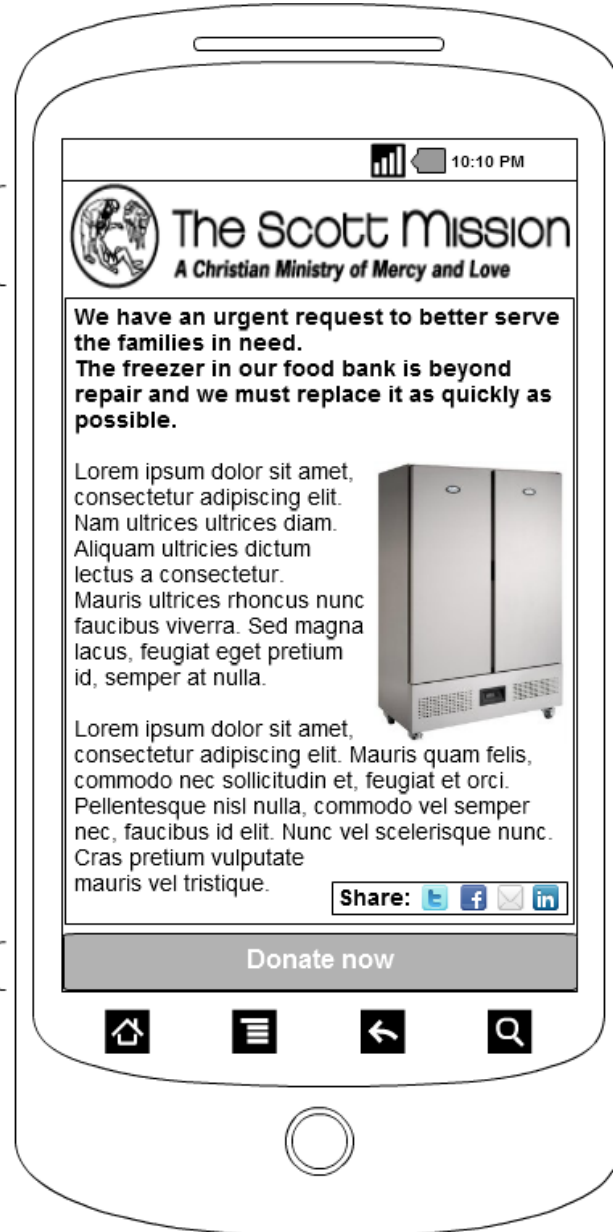 10:10 PM
The Scott Mission
A Christian Ministry of Mercy and Love
We have an urgent request to better serve
the families in need.
The freezer in our food bank is beyond
repair and we must replace it as quickly as
possible.
Lorem ipsum dolor sit amet,
consectetur adipiscing elit.
Nam ultrices ultrices diam.
Aliquam ultricies dictum
lectus a consectetur.
Mauris ultrices rhoncus nunc
faucibus viverra. Sed magna
lacus, feugiat eget pretium
id, semper at nulla.
Lorem ipsum dolor sit amet,
consectetur adipiscing elit. Mauris quam felis,
commodo nec sollicitudin et, feugiat et orci.
Pellentesque nisl nulla, commodo vel semper
nec, faucibus id elit. Nunc vel scelerisque nunc.
Cras pretium vulputate
mauris vel tristique.
Share: t f in
Donate now